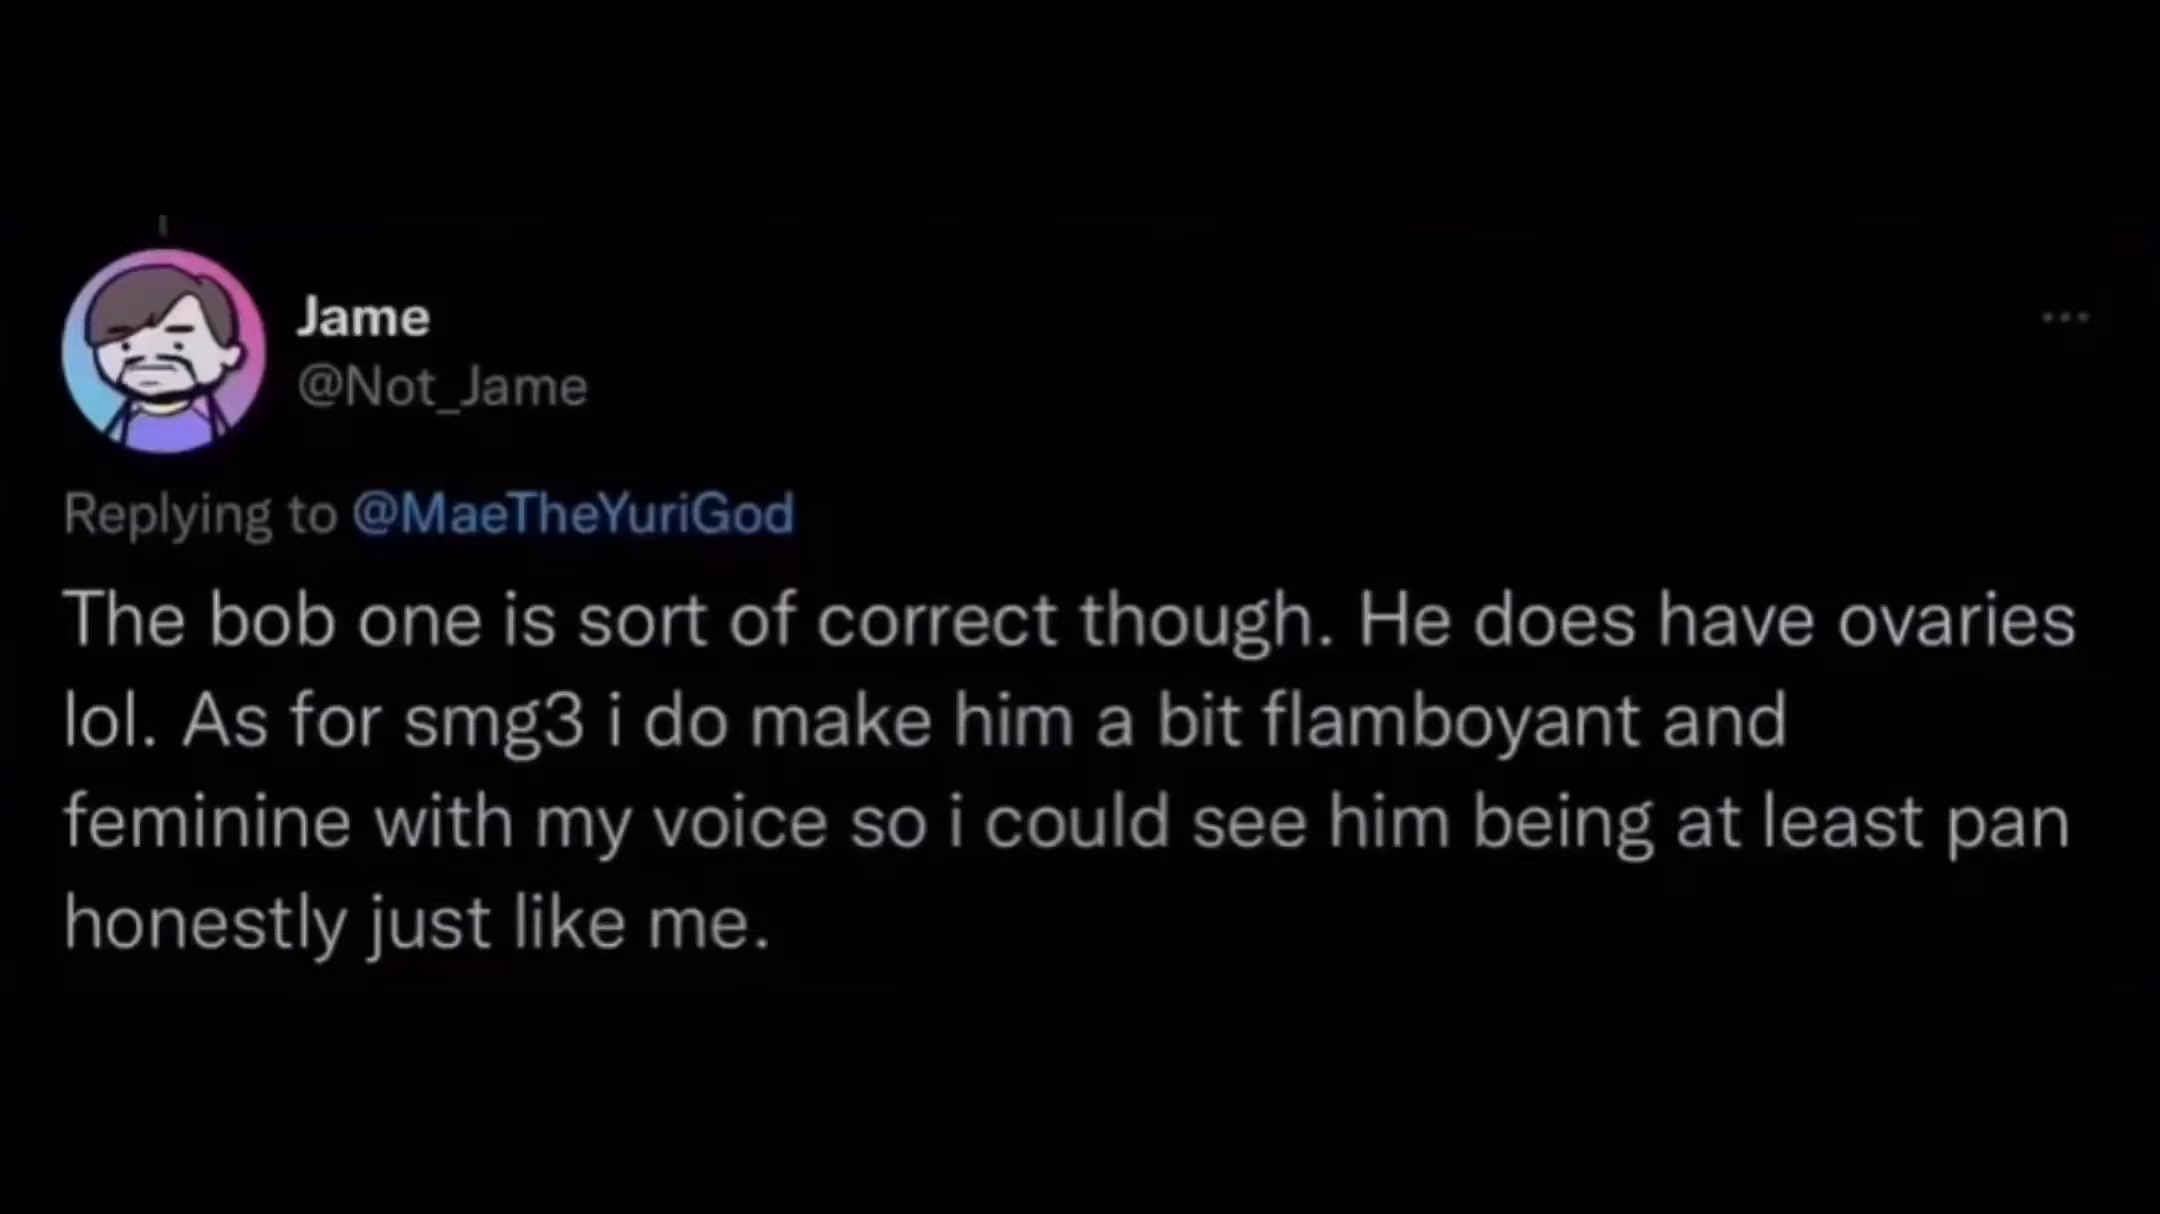 Jame
@Not_Jame
Replying to @MaeTheYuriGod
The bob one is sort of correct though. He does have ovaries
lol. As for smg3 i do make him a bit flamboyant and
feminine with my voice so i could see him being at least pan
honestly just like me.